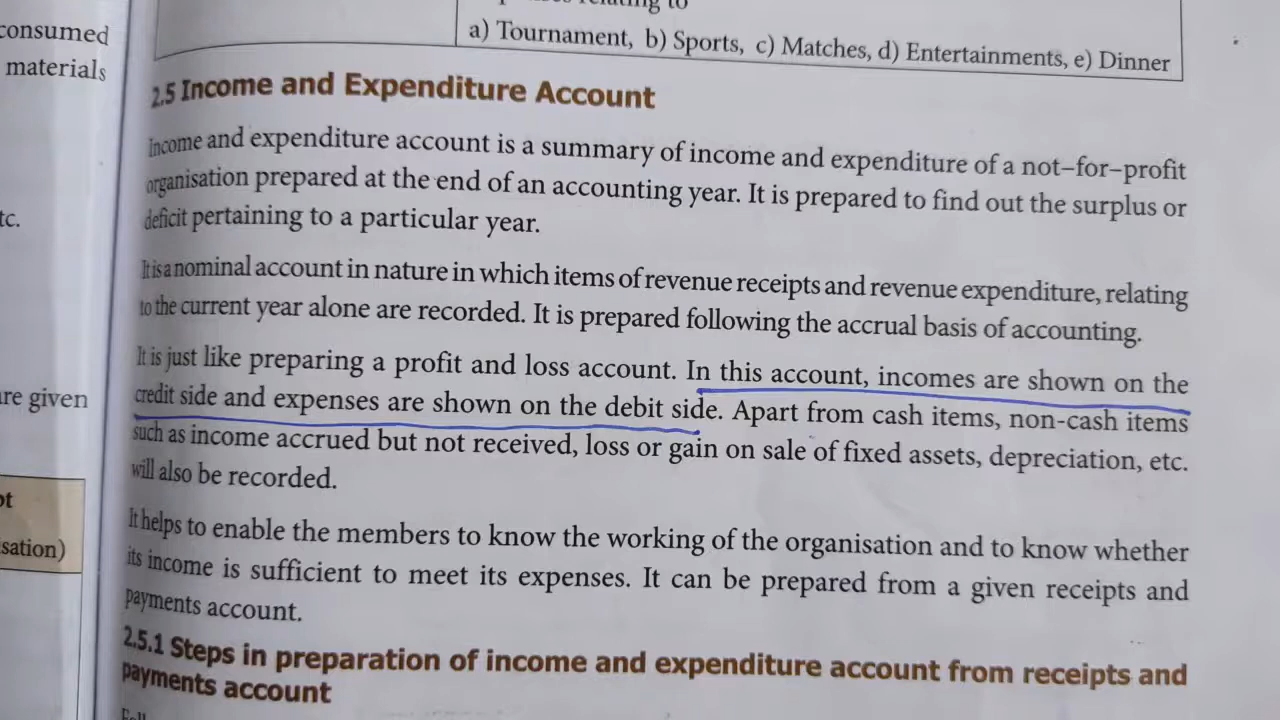 consumed
materials
tc.
are given
ot
sation)
relating to
a) Tournament, b) Sports, c) Matches, d) Entertainments, e) Dinner
2.5 Income and Expenditure Account
Income and expenditure account is a summary of income and expenditure of a not–for–profit
organisation prepared at the end of an accounting year. It is prepared to find out the surplus or
deficit pertaining to a particular year.
It is a nominal account in nature in which items of revenue receipts and revenue expenditure, relating
to the current year alone are recorded. It is prepared following the accrual basis of accounting.
It is just like preparing a profit and loss account. In this account, incomes are shown on the
credit side and expenses are shown on the debit side. Apart from cash items, non-cash items
such as income accrued but not received, loss or gain on sale of fixed assets, depreciation, etc.
will also be recorded.
It helps to enable the members to know the working of the organisation and to know whether
its income is sufficient to meet its expenses. It can be prepared from a given receipts and
payments account.
2.5.1 Steps in preparation of income and expenditure account from receipts and
payments account